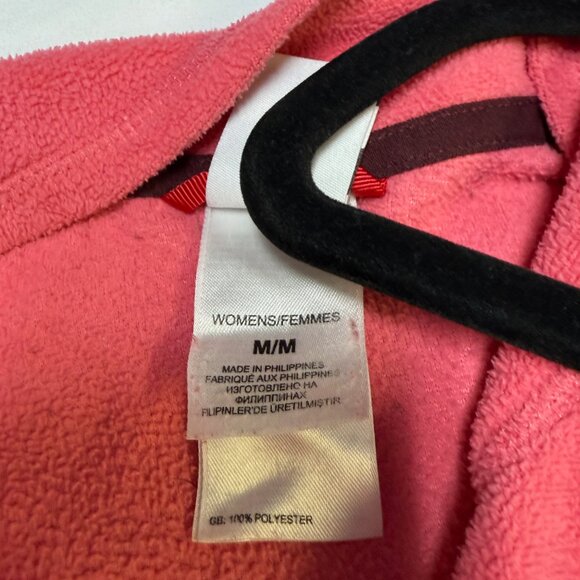 WOMENS/FEMMES
M/M
MADE IN PHILIPPINES
FABRIQUÉ AUX PHILIPPINES
ИЗГОТОВЛЕНО НА
ФИЛИППИНАХ
FILIPINLER'DE ÜRETILMIŞTIR
GB: 100% POLYESTER